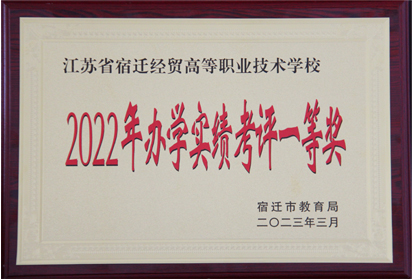 江苏省宿迁经贸高等职业技术学校
2022年办学实绩考评一等奖
宿迁市教育局
二〇二三年三月